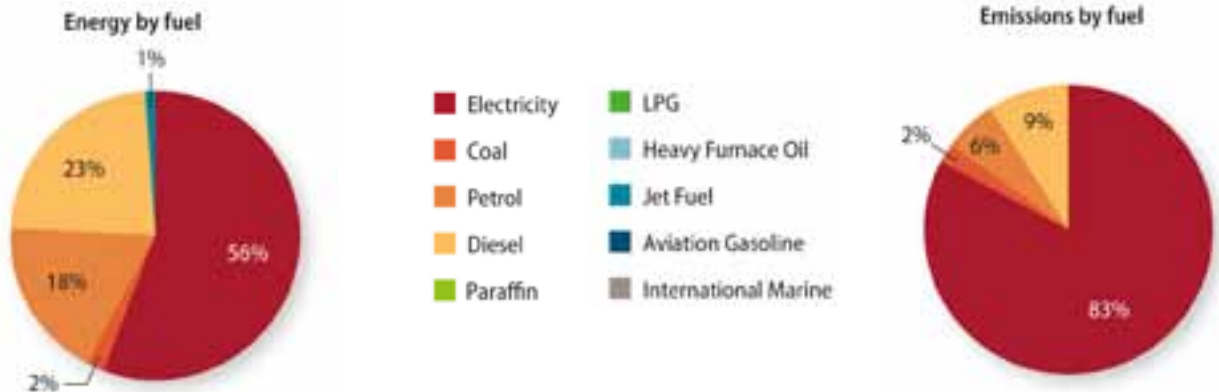 Energy by fuel
1%
23%
56%
18%
2%
Electricity
Coal
Petrol
Diesel
Paraffin
LPG
Heavy Furnace Oil
Jet Fuel
Aviation Gasoline
International Marine
Emissions by fuel
2%
6%
9%
83%